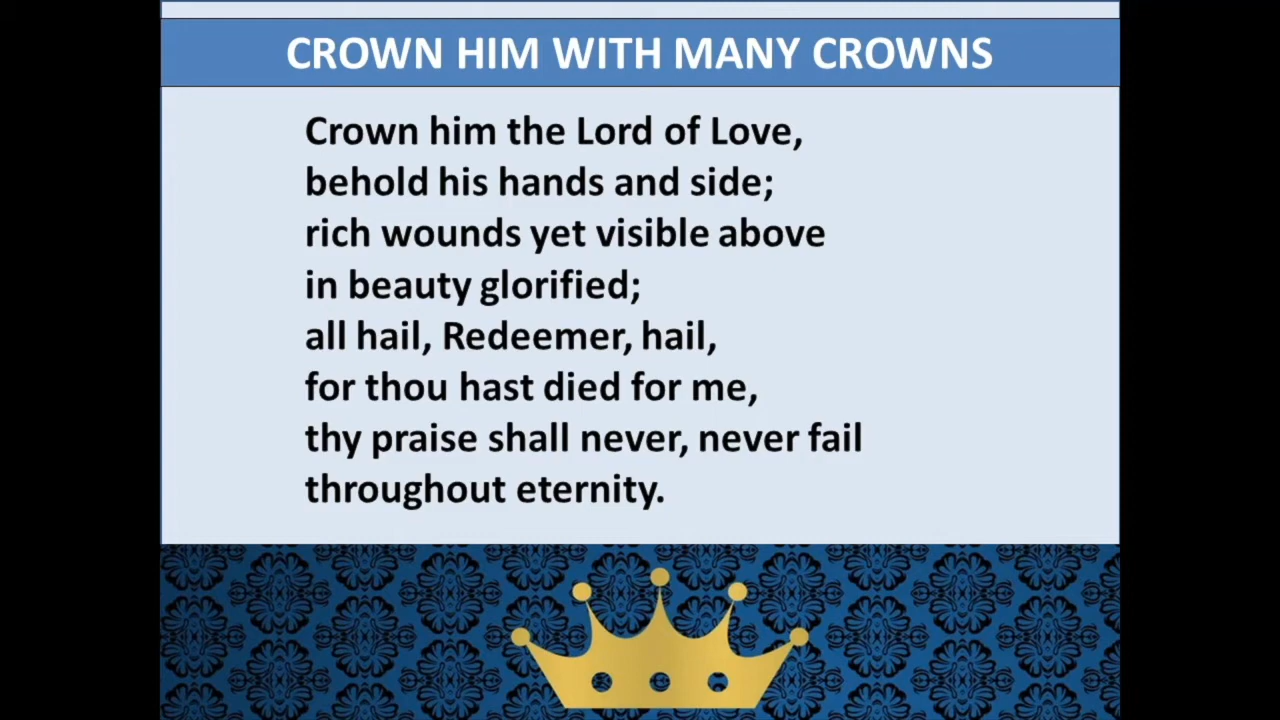 CROWN HIM WITH MANY CROWNS
Crown him the Lord of Love,
behold his hands and side;
rich wounds yet visible above
in beauty glorified;
all hail, Redeemer, hail,
for thou hast died for me,
thy praise shall never, never fail
throughout eternity.